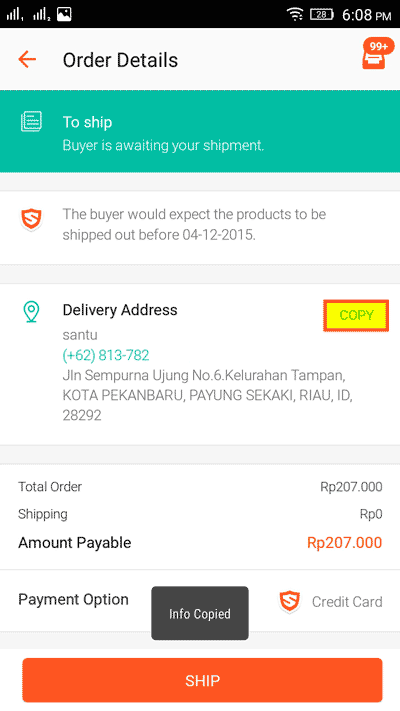 28 6:08 PM
Order Details
99+
To ship
Buyer is awaiting your shipment.
The buyer would expect the products to be
shipped out before 04-12-2015.
Delivery Address
COPY
santu
(+62) 813-782
Jln Sempurna Ujung No.6.Kelurahan Tampan,
KOTA PEKANBARU, PAYUNG SEKAKI, RIAU, ID,
28292
Total Order Rp207.000
Shipping Rp0
Amount Payable Rp207.000
Payment Option Credit Card
Info Copied
SHIP